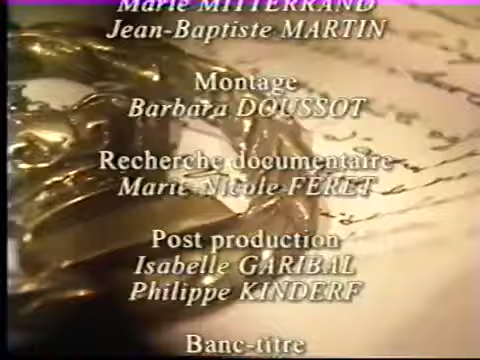 Marie MITTERRAND
Jean-Baptiste MARTIN
Montage
Barbara DOUSSOT
Recherche documentaire
Marie-Nicole FERET
Post production
Isabelle GARIBAL
Philippe KINDERF
Banc-titre